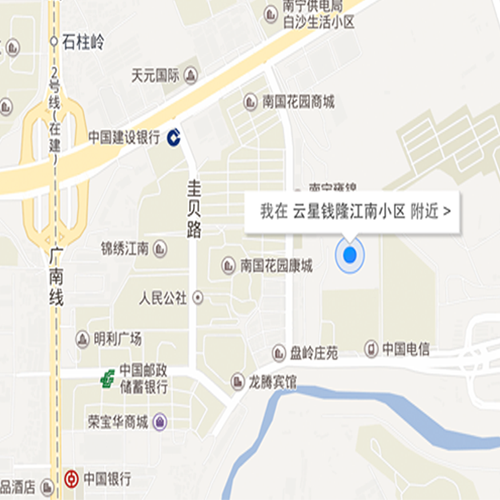 南宁供电局
白沙生活小区
石柱岭
天元国际
2号线(在建)
南国花园商城
中国建设银行
圭贝路
南宁雍锦
我在 云星钱隆江南小区 附近 >
广南线
锦绣江南
南国花园康城
人民公社
明利广场
盘岭庄苑
中国电信
中国邮政
储蓄银行
龙腾宾馆
荣宝华商城
中国银行
品酒店